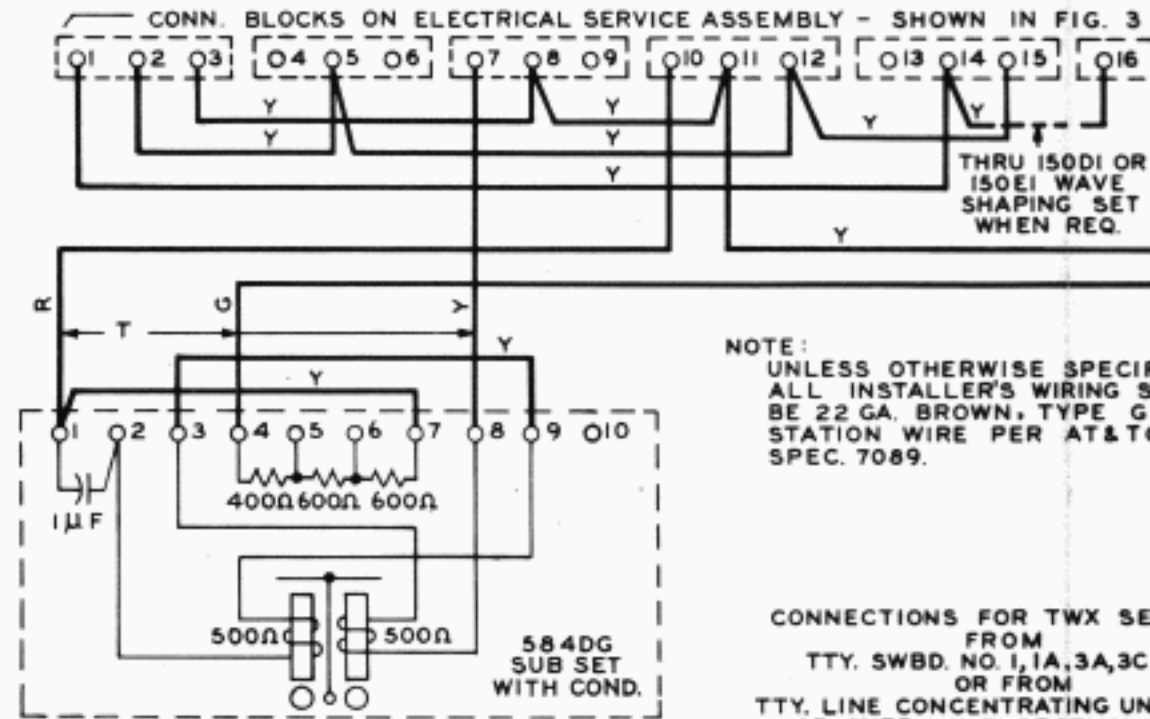 CONN. BLOCKS ON ELECTRICAL SERVICE ASSEMBLY - SHOWN IN FIG. 3
1 2 3 4 5 6 7 8 9 10 11 12 13 14 15 16
Y Y Y
Y Y Y
Y
THRU 150D1 OR
150E1 WAVE
SHAPING SET
WHEN REQ.
Y
R G Y
T
Y
Y
NOTE:
UNLESS OTHERWISE SPECIF
ALL INSTALLER'S WIRING S
BE 22 GA. BROWN, TYPE G
STATION WIRE PER AT&TC
SPEC. 7089.
1 2 3 4 5 6 7 8 9 10
400Ω 600Ω 600Ω
1μF
500Ω 500Ω
584DG
SUB SET
WITH COND.
CONNECTIONS FOR TWX SE
FROM
TTY. SWBD. NO. 1, 1A, 3A, 3C
OR FROM
TTY. LINE CONCENTRATING UN